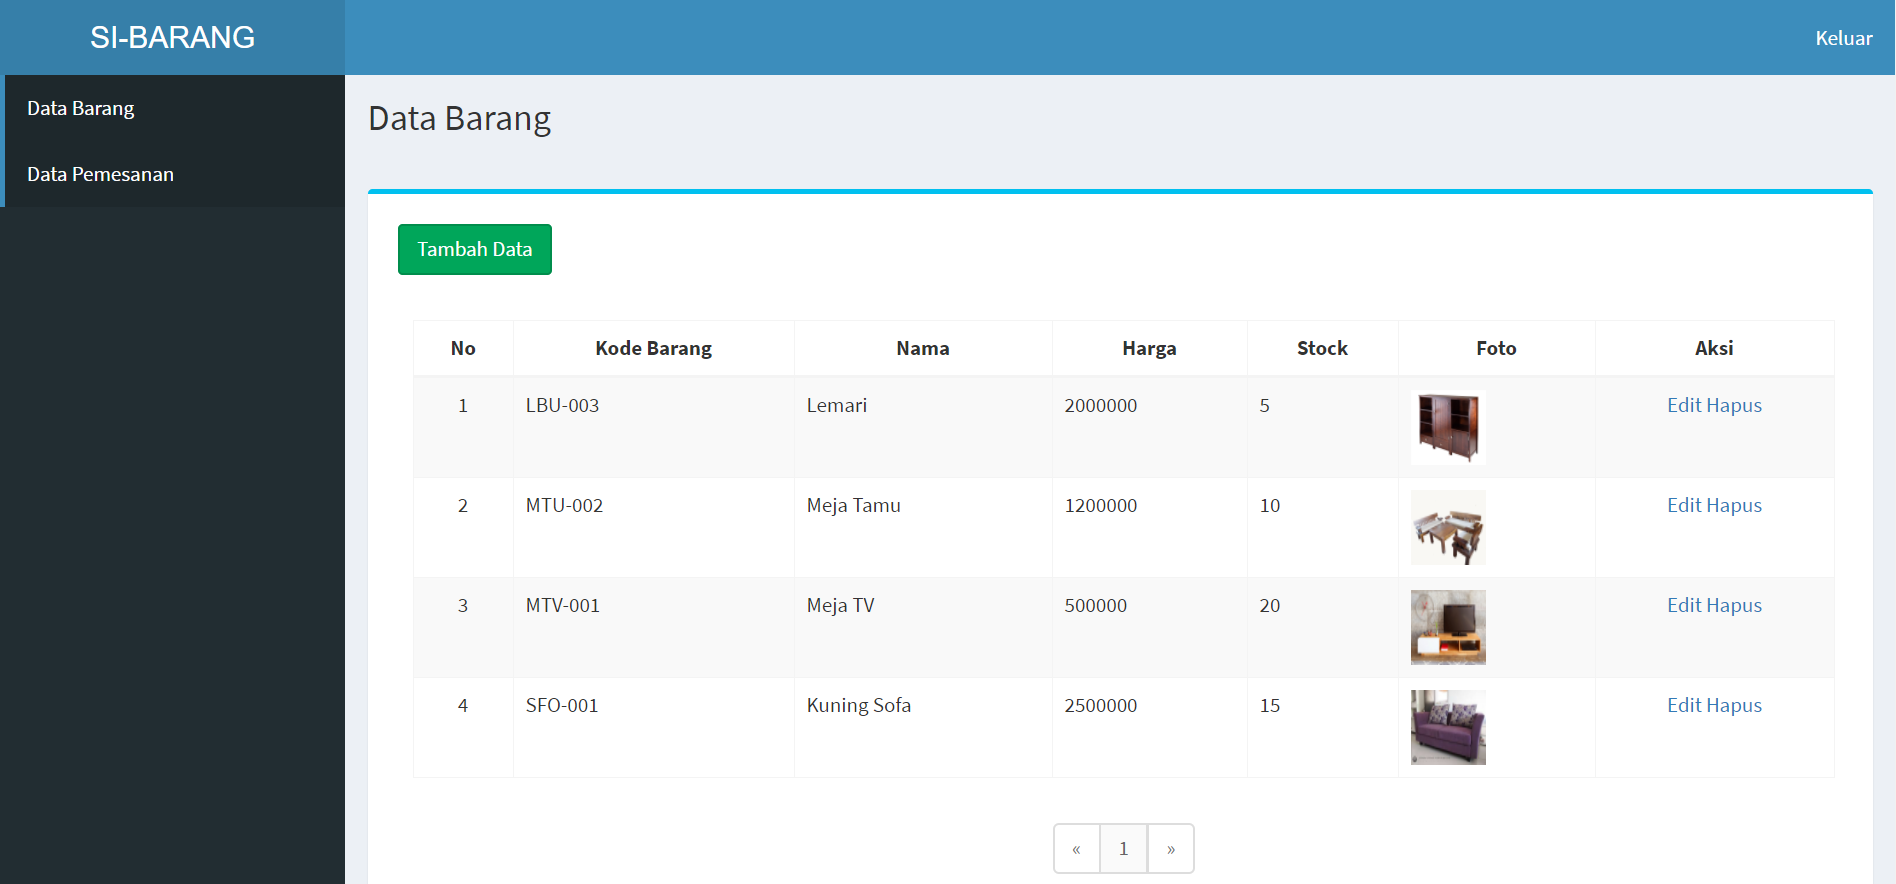 SI-BARANG
Keluar
Data Barang
Data Pemesanan
Data Barang
Tambah Data
No Kode Barang Nama Harga Stock Foto Aksi
1 LBU-003 Lemari 2000000 5 Edit Hapus
2 MTU-002 Meja Tamu 1200000 10 Edit Hapus
3 MTV-001 Meja TV 500000 20 Edit Hapus
4 SFO-001 Kuning Sofa 2500000 15 Edit Hapus
« 1 »